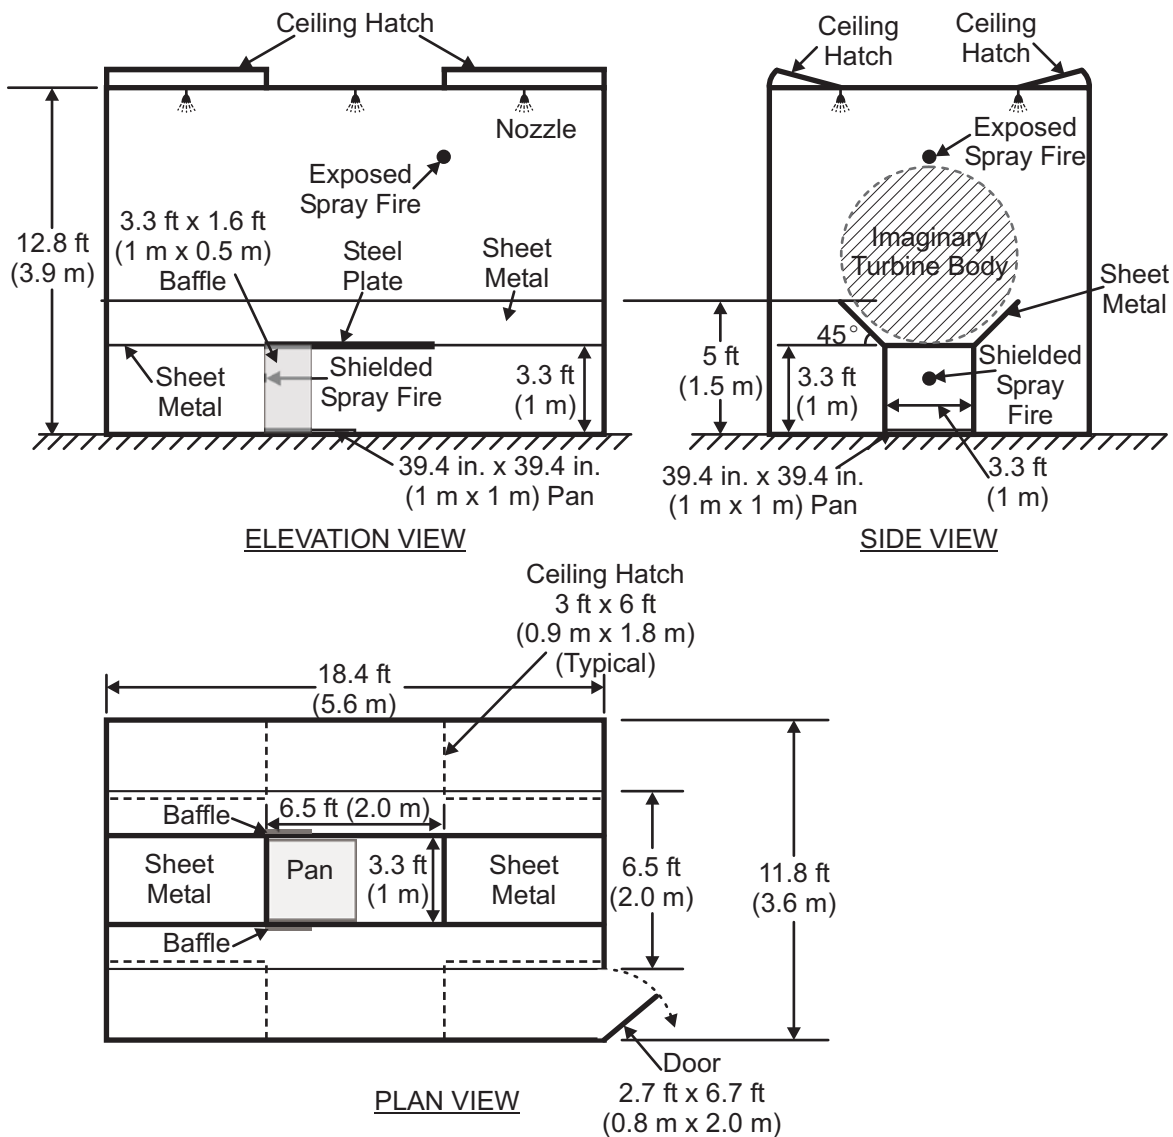 Ceiling Hatch
Nozzle
Exposed
Spray Fire
3.3 ft x 1.6 ft
(1 m x 0.5 m)
Baffle
Steel
Plate
Sheet
Metal
12.8 ft
(3.9 m)
Sheet
Metal
Shielded
Spray Fire
3.3 ft
(1 m)
39.4 in. x 39.4 in.
(1 m x 1 m) Pan
ELEVATION VIEW
Ceiling
Hatch
Ceiling
Hatch
Exposed
Spray Fire
Imaginary
Turbine Body
Sheet
Metal
45°
5 ft
(1.5 m)
3.3 ft
(1 m)
Shielded
Spray
Fire
39.4 in. x 39.4 in.
(1 m x 1 m) Pan
3.3 ft
(1 m)
SIDE VIEW
Ceiling Hatch
3 ft x 6 ft
(0.9 m x 1.8 m)
(Typical)
18.4 ft
(5.6 m)
Baffle
6.5 ft (2.0 m)
Sheet
Metal
Pan
3.3 ft
(1 m)
Sheet
Metal
6.5 ft
(2.0 m)
11.8 ft
(3.6 m)
Baffle
Door
2.7 ft x 6.7 ft
(0.8 m x 2.0 m)
PLAN VIEW